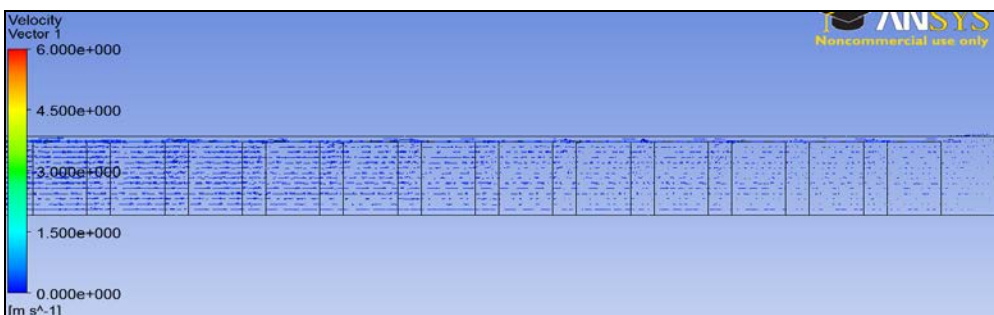 Velocity
Vector 1
ANSYS
Noncommercial use only
6.000e+000
4.500e+000
3.000e+000
1.500e+000
0.000e+000
[m s^-1]